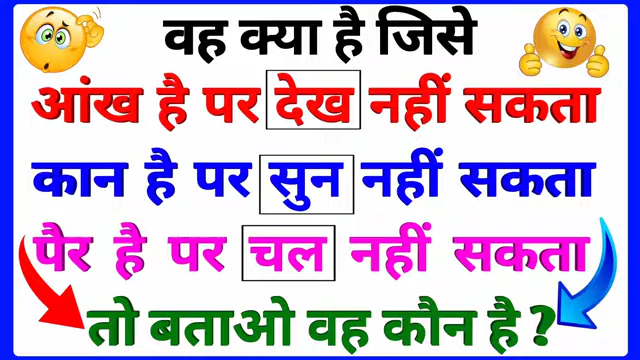 वह क्या है जिसे
आंख है पर देख नहीं सकता
कान है पर सुन नहीं सकता
पैर है पर चल नहीं सकता
तो बताओ वह कौन है?